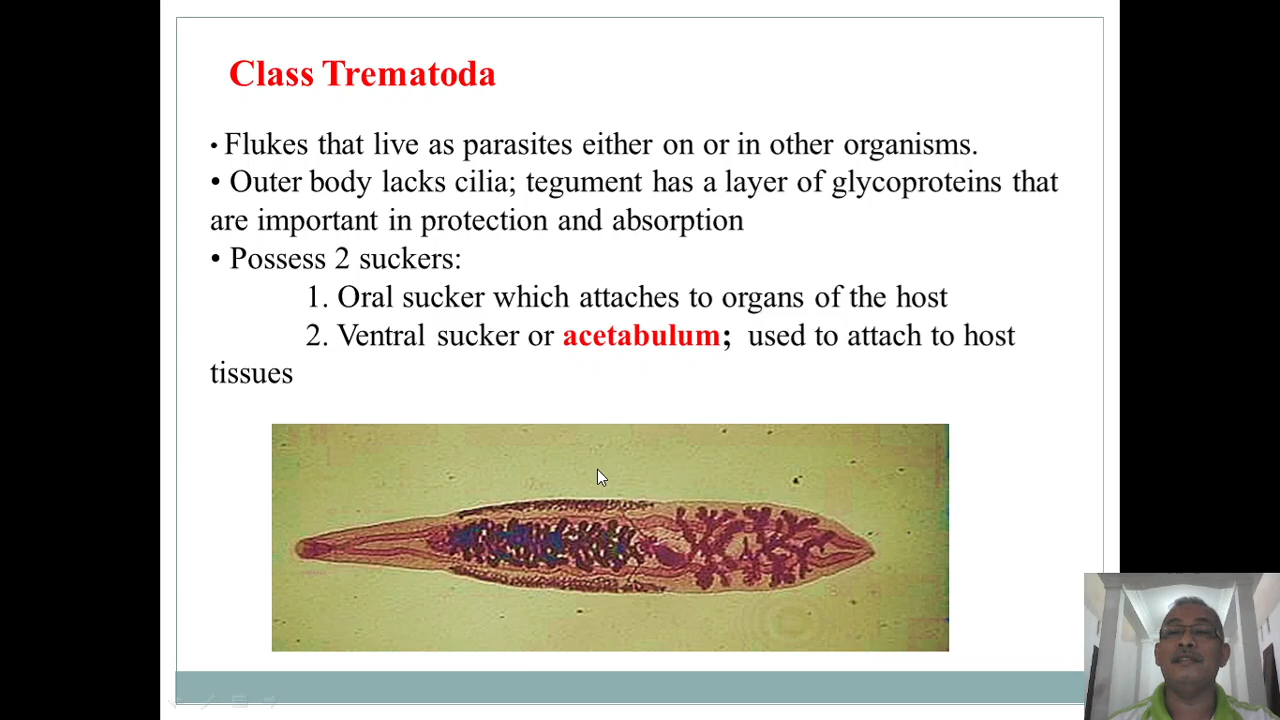 Class Trematoda
• Flukes that live as parasites either on or in other organisms.
• Outer body lacks cilia; tegument has a layer of glycoproteins that
are important in protection and absorption
• Possess 2 suckers:
1. Oral sucker which attaches to organs of the host
2. Ventral sucker or acetabulum; used to attach to host
tissues